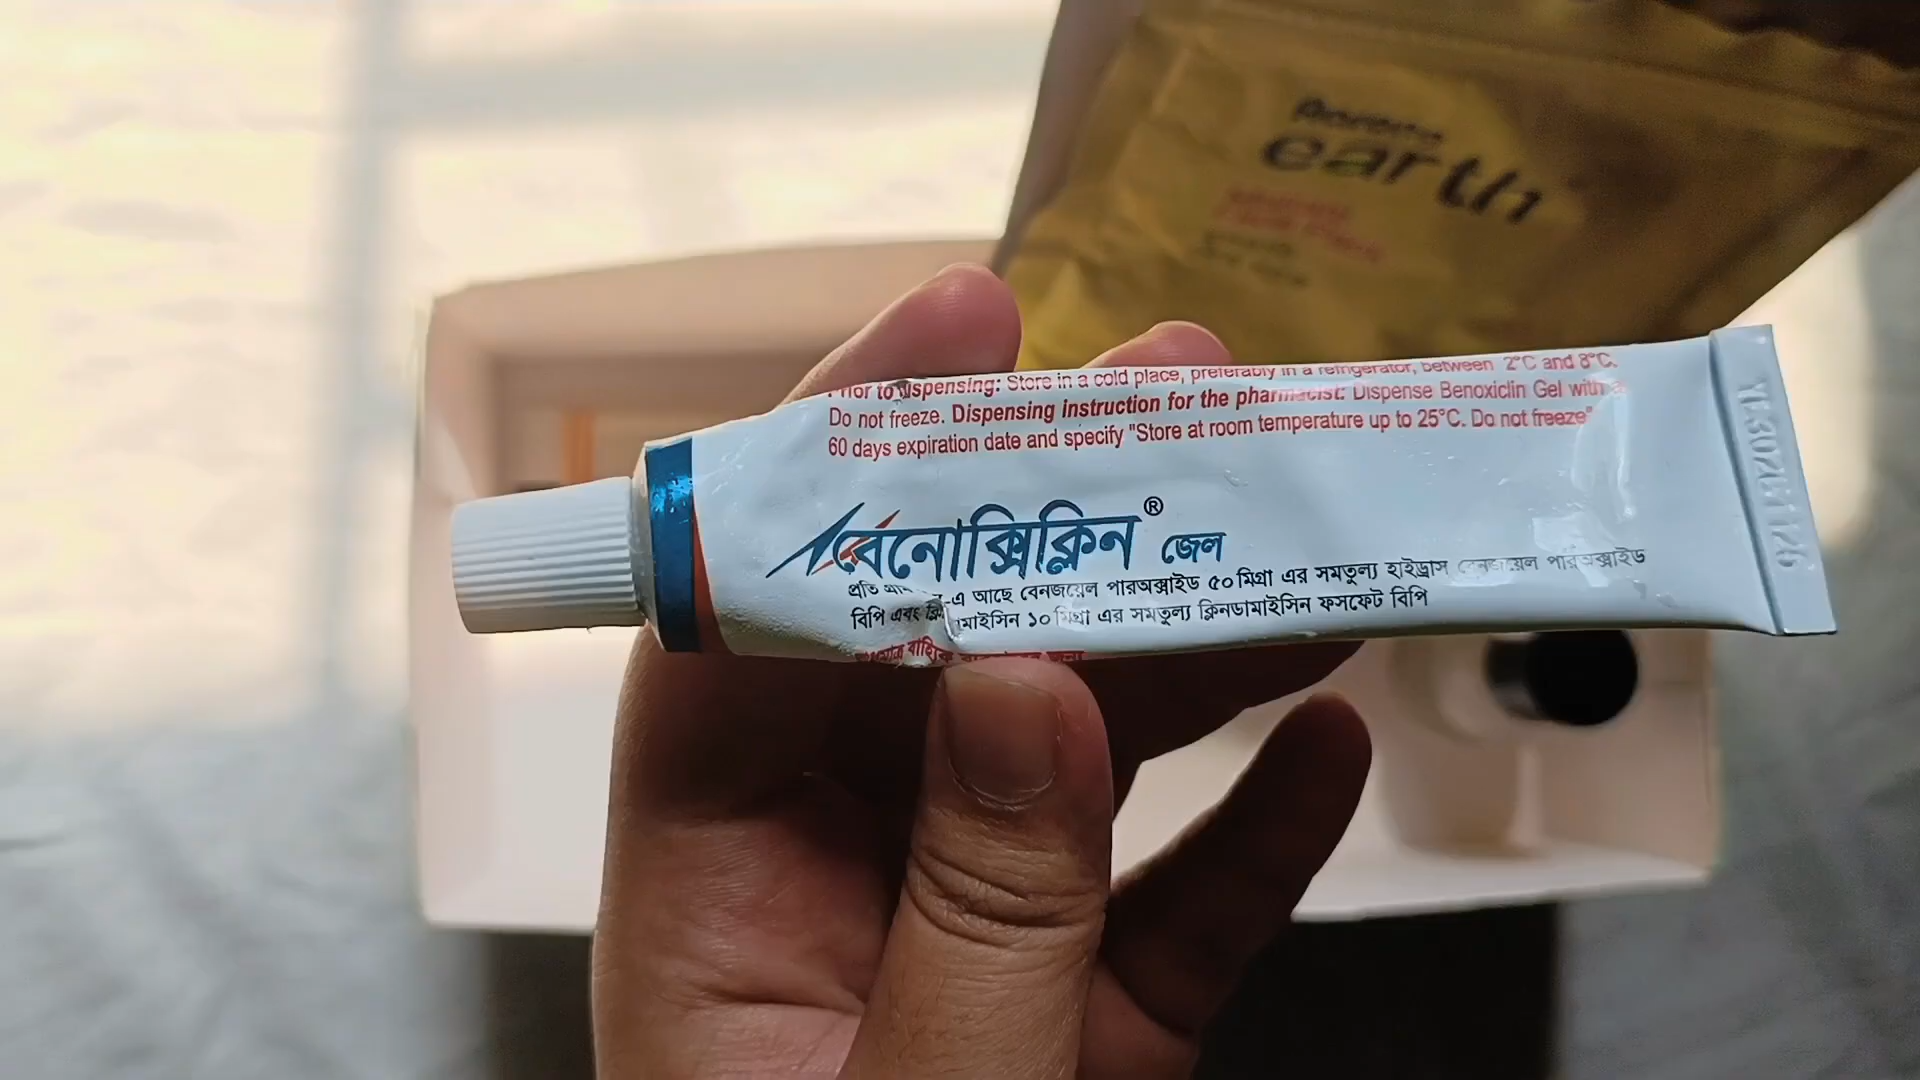 earth
Prior to dispensing: Store in a cold place, preferably in a refrigerator, between 2°C and 8°C.
Do not freeze. Dispensing instruction for the pharmacist: Dispense Benoxiclin Gel with a
60 days expiration date and specify "Store at room temperature up to 25°C. Do not freeze"
বেনোক্সিক্লিন® জেল
প্রতি -এ আছে বেনজয়েল পারঅক্সাইড ৫০ মিগ্রা এর সমতুল্য হাইড্রাস বেনজয়েল পারঅক্সাইড
বিপি এবং মাইসিন ১০ মিগ্রা এর সমতুল্য ক্লিনডামাইসিন ফসফেট বিপি
বাহ্যিক